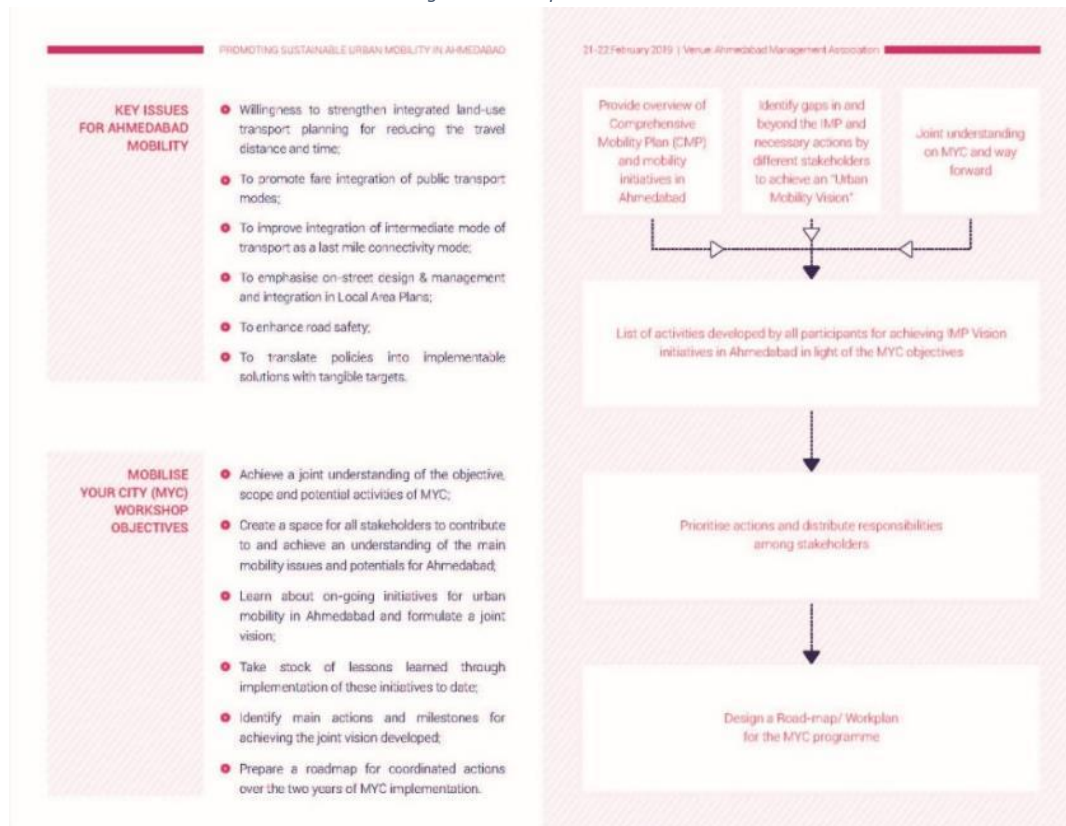 PROMOTING SUSTAINABLE URBAN MOBILITY IN AHMEDABAD
KEY ISSUES
FOR AHMEDABAD
MOBILITY
Willingness to strengthen integrated land-use
transport planning for reducing the travel
distance and time;
To promote fare integration of public transport
modes;
To improve integration of intermediate mode of
transport as a last mile connectivity mode;
To emphasise on-street design & management
and integration in Local Area Plans;
To enhance road safety;
To translate policies into implementable
solutions with tangible targets.
MOBILISE
YOUR CITY (MYC)
WORKSHOP
OBJECTIVES
Achieve a joint understanding of the objective,
scope and potential activities of MYC;
Create a space for all stakeholders to contribute
to and achieve an understanding of the main
mobility issues and potentials for Ahmedabad;
Learn about on-going initiatives for urban
mobility in Ahmedabad and formulate a joint
vision;
Take stock of lessons learned through
implementation of these initiatives to date;
Identify main actions and milestones for
achieving the joint vision developed;
Prepare a roadmap for coordinated actions
over the two years of MYC implementation.
21-22 February 2019 | Venue: Ahmedabad Management Association
Provide overview of
Comprehensive
Mobility Plan (CMP)
and mobility
initiatives in
Ahmedabad
Identify gaps in and
beyond the IMP and
necessary actions by
different stakeholders
to achieve an "Urban
Mobility Vision"
Joint understanding
on MYC and way
forward
List of activities developed by all participants for achieving IMP Vision
initiatives in Ahmedabad in light of the MYC objectives
Prioritise actions and distribute responsibilities
among stakeholders
Design a Road-map/ Workplan
for the MYC programme